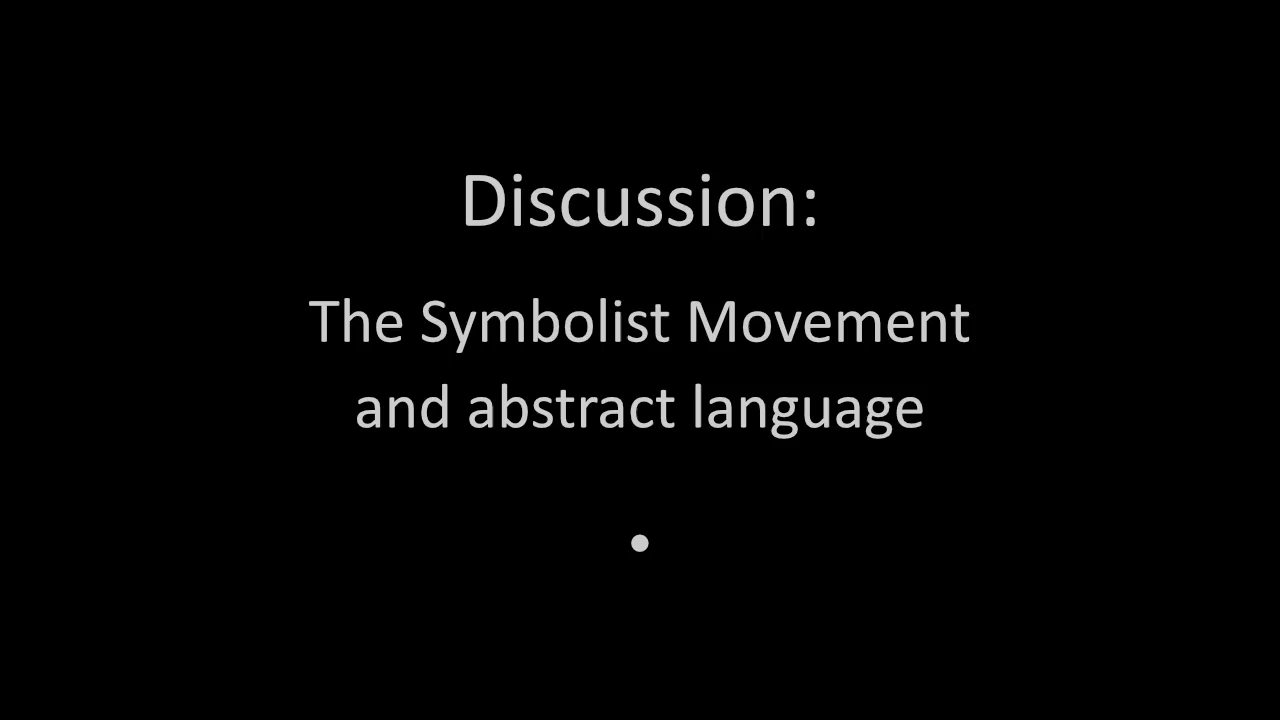 Discussion:
The Symbolist Movement
and abstract language
•